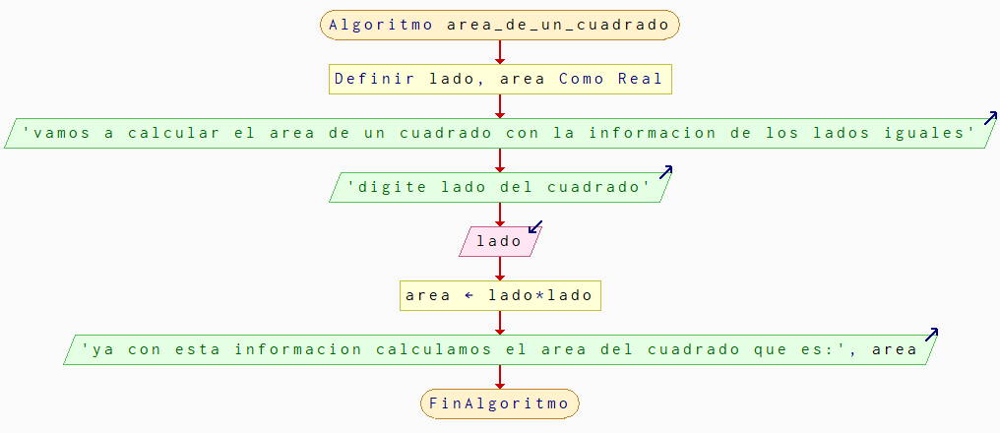 Algoritmo area_de_un_cuadrado
Definir lado, area Como Real
'vamos a calcular el area de un cuadrado con la informacion de los lados iguales'
'digite lado del cuadrado'
lado
area ← lado*lado
'ya con esta informacion calculamos el area del cuadrado que es:', area
FinAlgoritmo